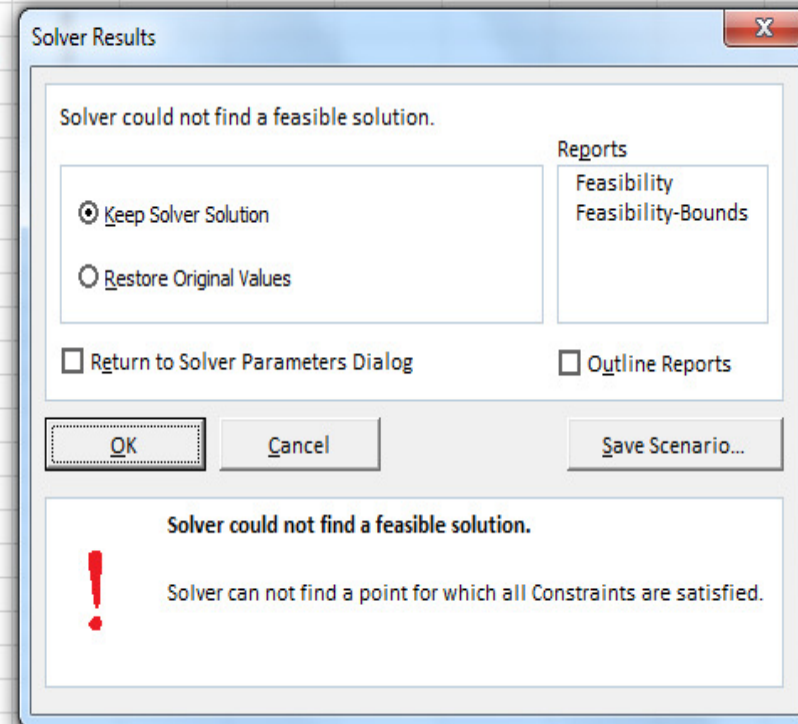 Solver Results
Solver could not find a feasible solution.
Reports
Keep Solver Solution
Restore Original Values
Feasibility
Feasibility-Bounds
Return to Solver Parameters Dialog
Outline Reports
OK
Cancel
Save Scenario...
Solver could not find a feasible solution.
Solver can not find a point for which all Constraints are satisfied.